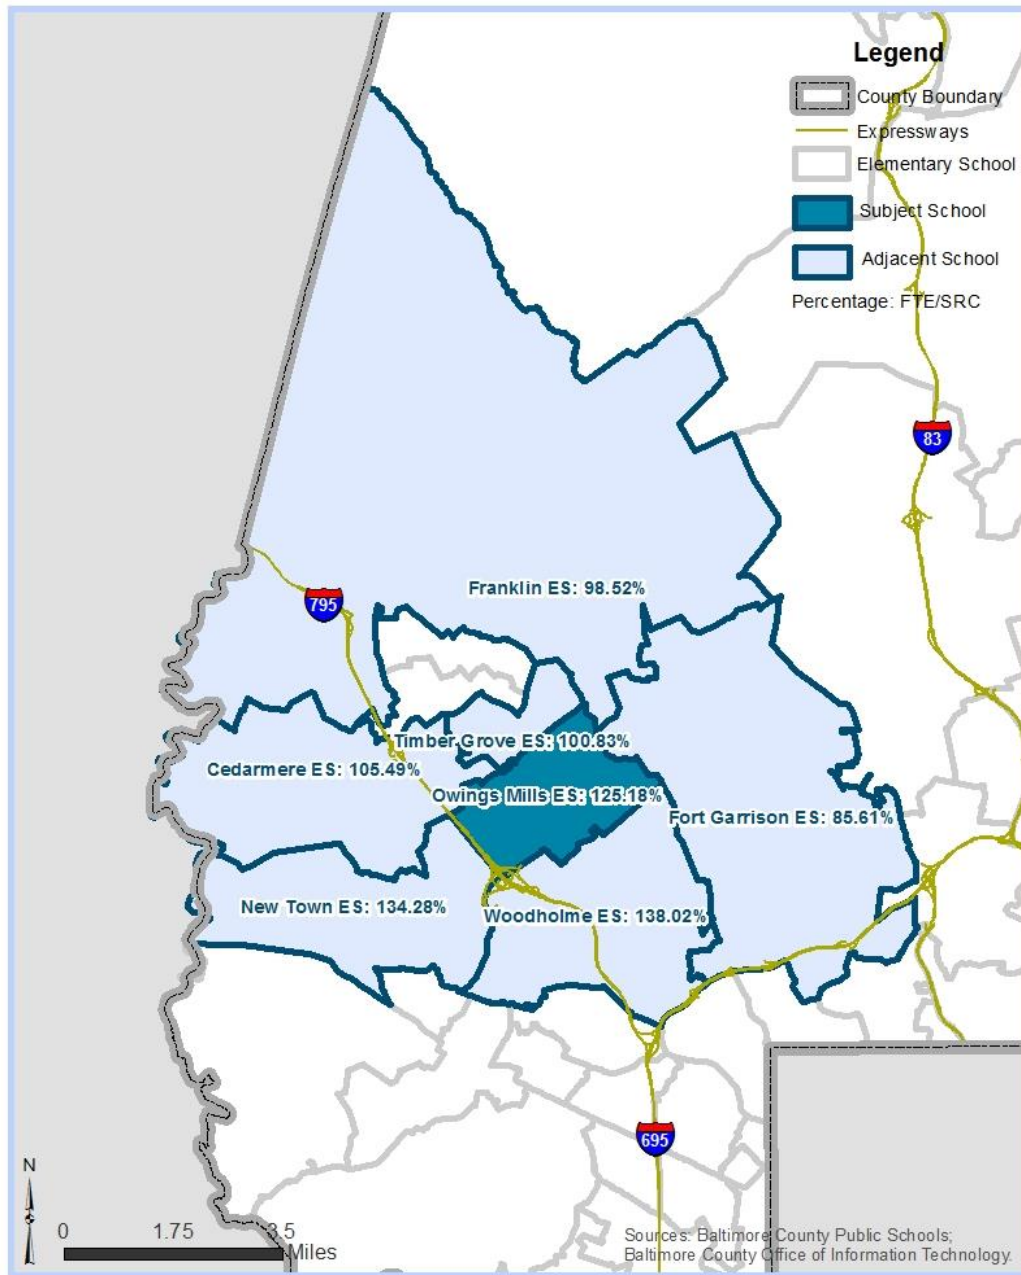 Legend
County Boundary
Expressways
Elementary School
Subject School
Adjacent School
Percentage: FTE/SRC
83
Franklin ES: 98.52%
795
Timber Grove ES: 100.83%
Cedarmere ES: 105.49%
Owings Mills ES: 125.18%
Fort Garrison ES: 85.61%
New Town ES: 134.28%
Woodholme ES: 138.02%
695
N
0 1.75 3.5
Miles
Sources: Baltimore County Public Schools;
Baltimore County Office of Information Technology.